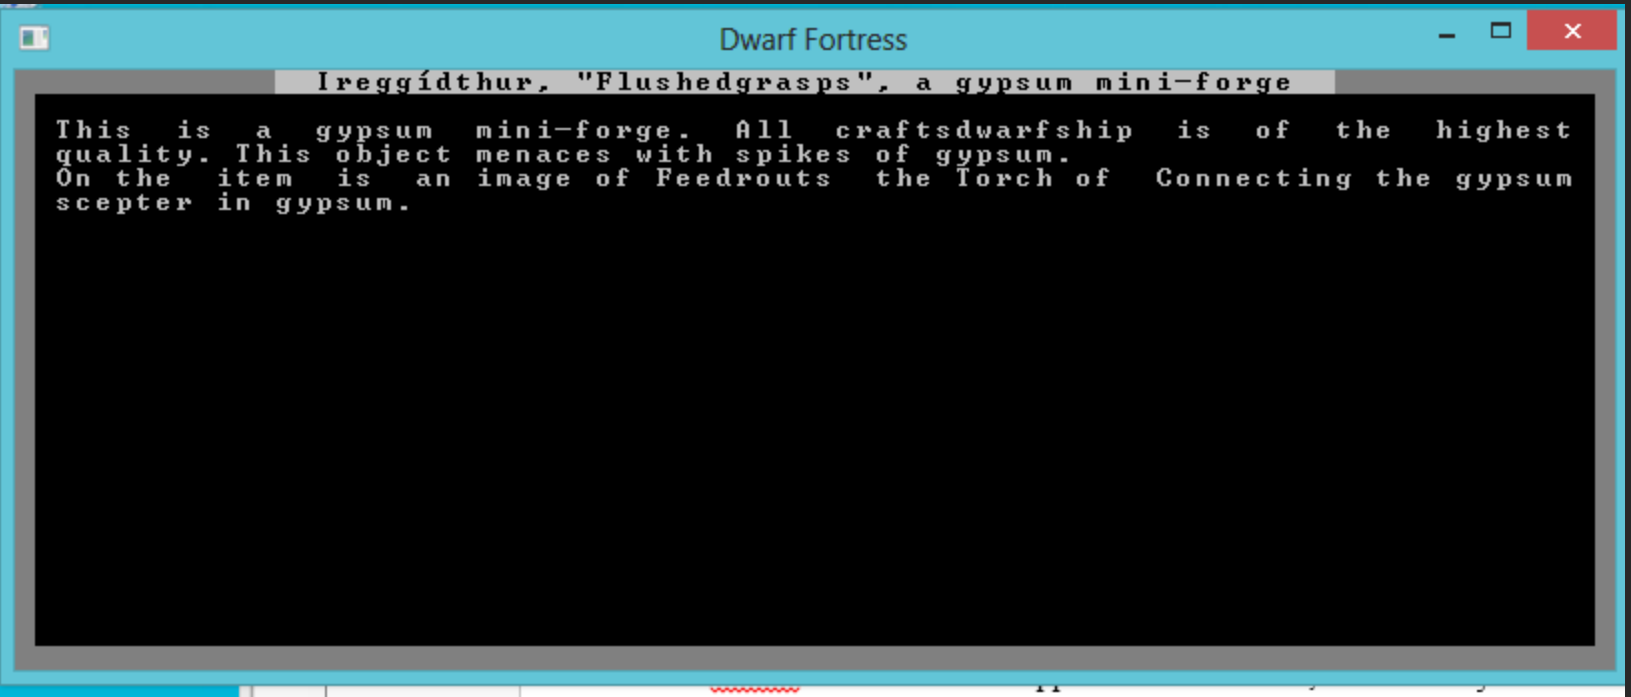 Dwarf Fortress
Ireggídthur, "Flushedgrasps", a gypsum mini-forge
This is a gypsum mini-forge. All craftsdwarfship is of the highest
quality. This object menaces with spikes of gypsum.
On the item is an image of Feedrouts the Torch of Connecting the gypsum
scepter in gypsum.